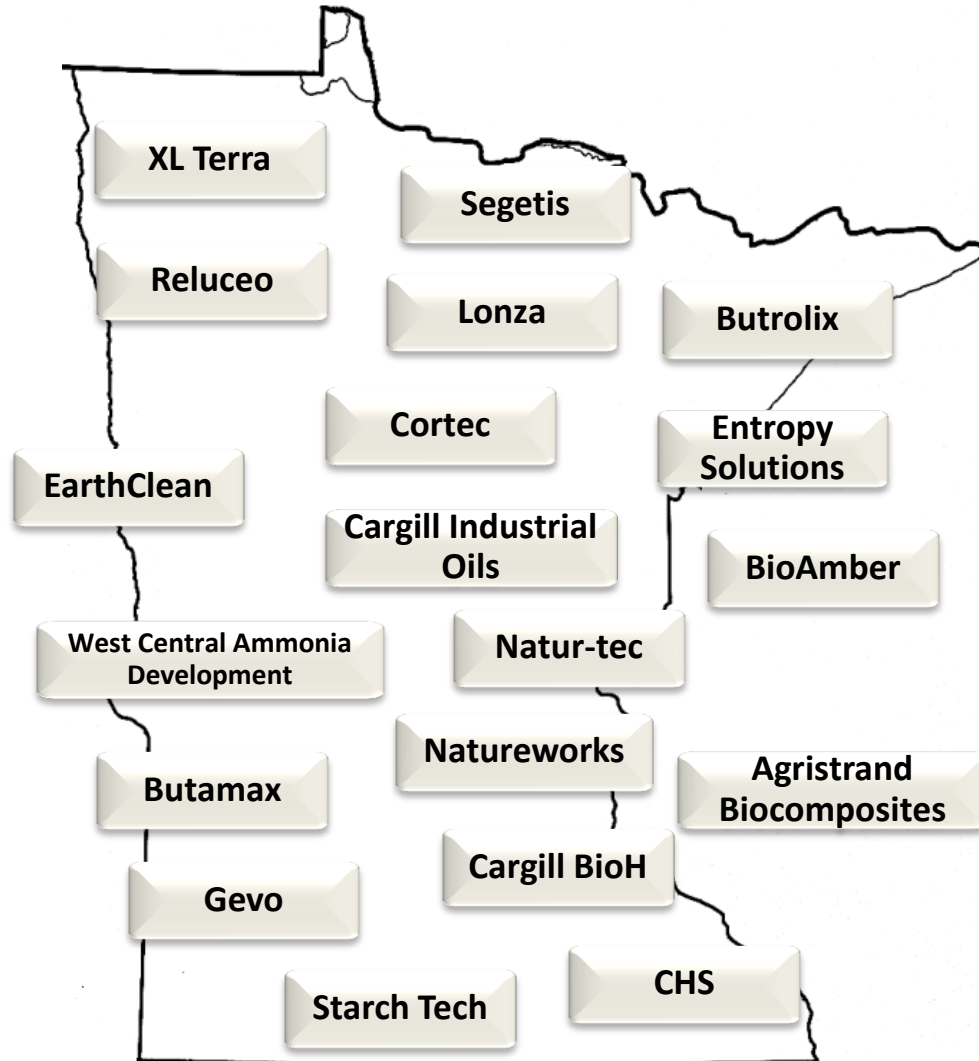 XL Terra
Segetis
Reluceo
Lonza
Butrolix
Cortec
Entropy
Solutions
EarthClean
Cargill Industrial
Oils
BioAmber
West Central Ammonia
Development
Natur-tec
Natureworks
Butamax
Agristrand
Biocomposites
Cargill BioH
Gevo
CHS
Starch Tech